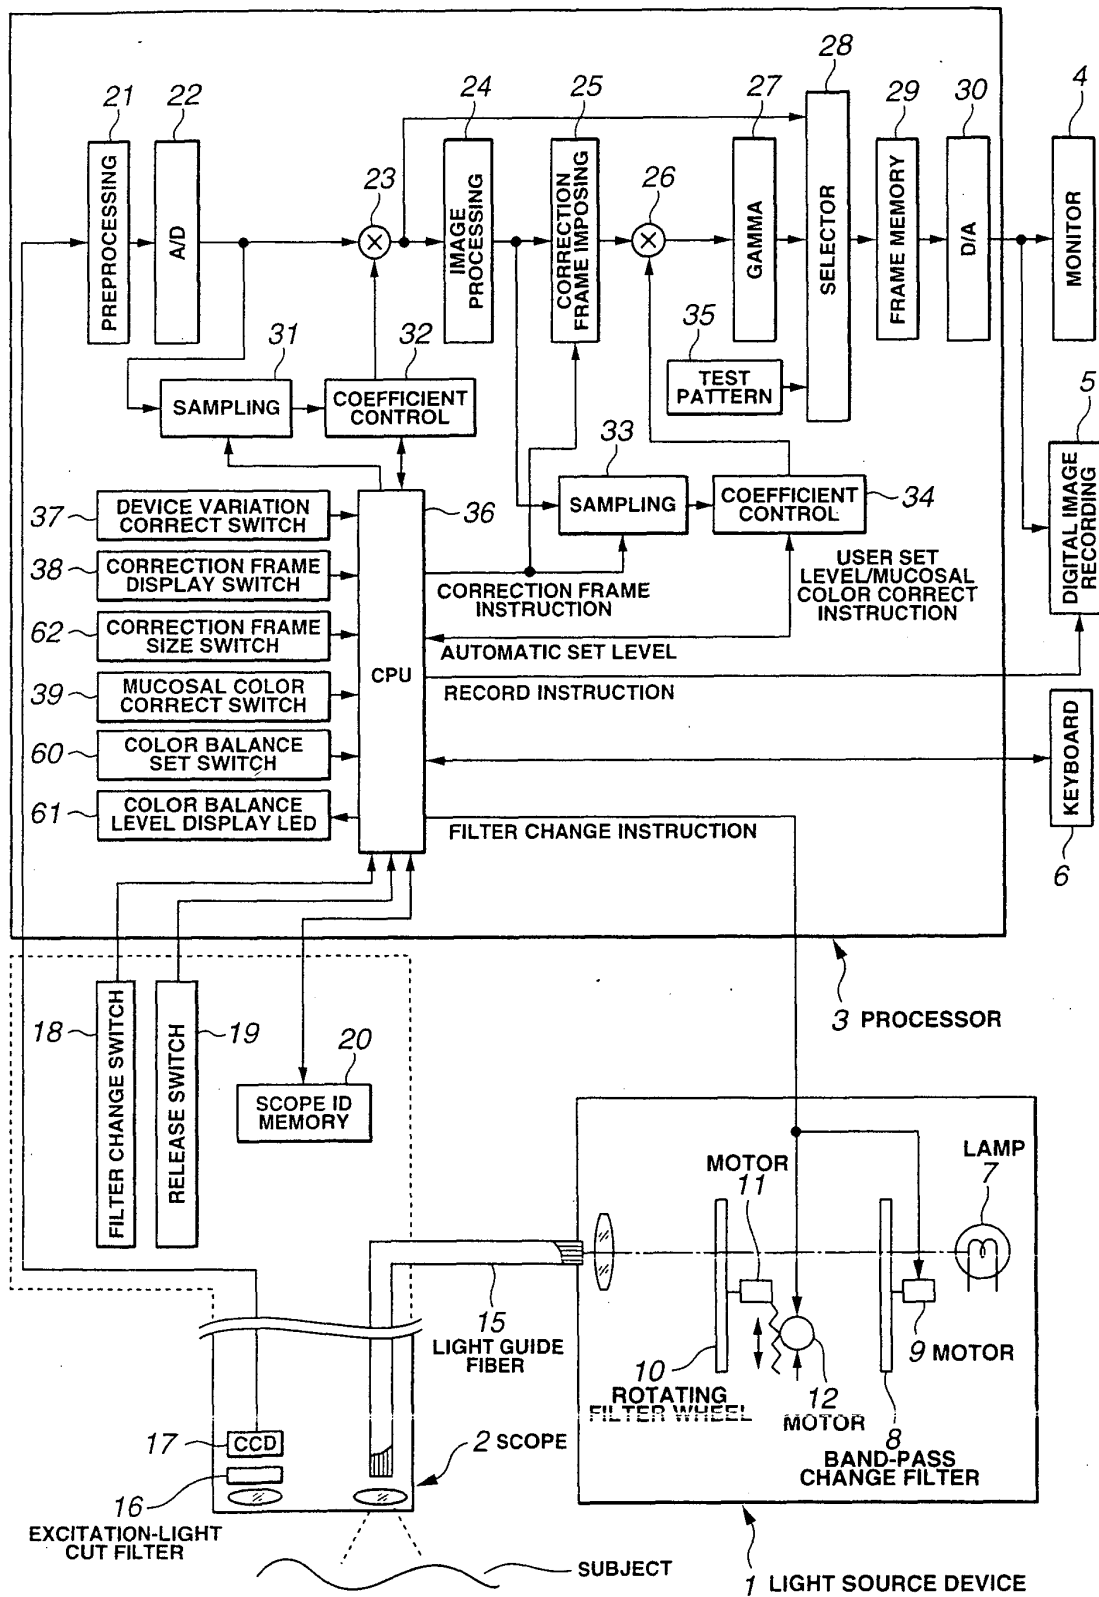 28
21
22
24
25
27
29
30
4
23
26
PREPROCESSING
A/D
IMAGE
PROCESSING
CORRECTION
FRAME IMPOSING
GAMMA
SELECTOR
FRAME MEMORY
D/A
MONITOR
31
32
35
SAMPLING
COEFFICIENT
CONTROL
TEST
PATTERN
5
33
DIGITAL IMAGE
RECORDING
37
DEVICE VARIATION
CORRECT SWITCH
36
SAMPLING
COEFFICIENT
CONTROL
34
38
CORRECTION FRAME
DISPLAY SWITCH
CORRECTION FRAME
INSTRUCTION
USER SET
LEVEL/MUCOSAL
COLOR CORRECT
INSTRUCTION
62
CORRECTION FRAME
SIZE SWITCH
AUTOMATIC SET LEVEL
CPU
39
MUCOSAL COLOR
CORRECT SWITCH
RECORD INSTRUCTION
60
COLOR BALANCE
SET SWITCH
KEYBOARD
61
COLOR BALANCE
LEVEL DISPLAY LED
FILTER CHANGE INSTRUCTION
6
3 PROCESSOR
18
FILTER CHANGE SWITCH
RELEASE SWITCH
19
20
SCOPE ID
MEMORY
LAMP
7
MOTOR
11
15
LIGHT GUIDE
FIBER
9 MOTOR
10
ROTATING
FILTER WHEEL
12
MOTOR
8
BAND-PASS
CHANGE FILTER
17
CCD
2 SCOPE
16
EXCITATION-LIGHT
CUT FILTER
SUBJECT
1 LIGHT SOURCE DEVICE